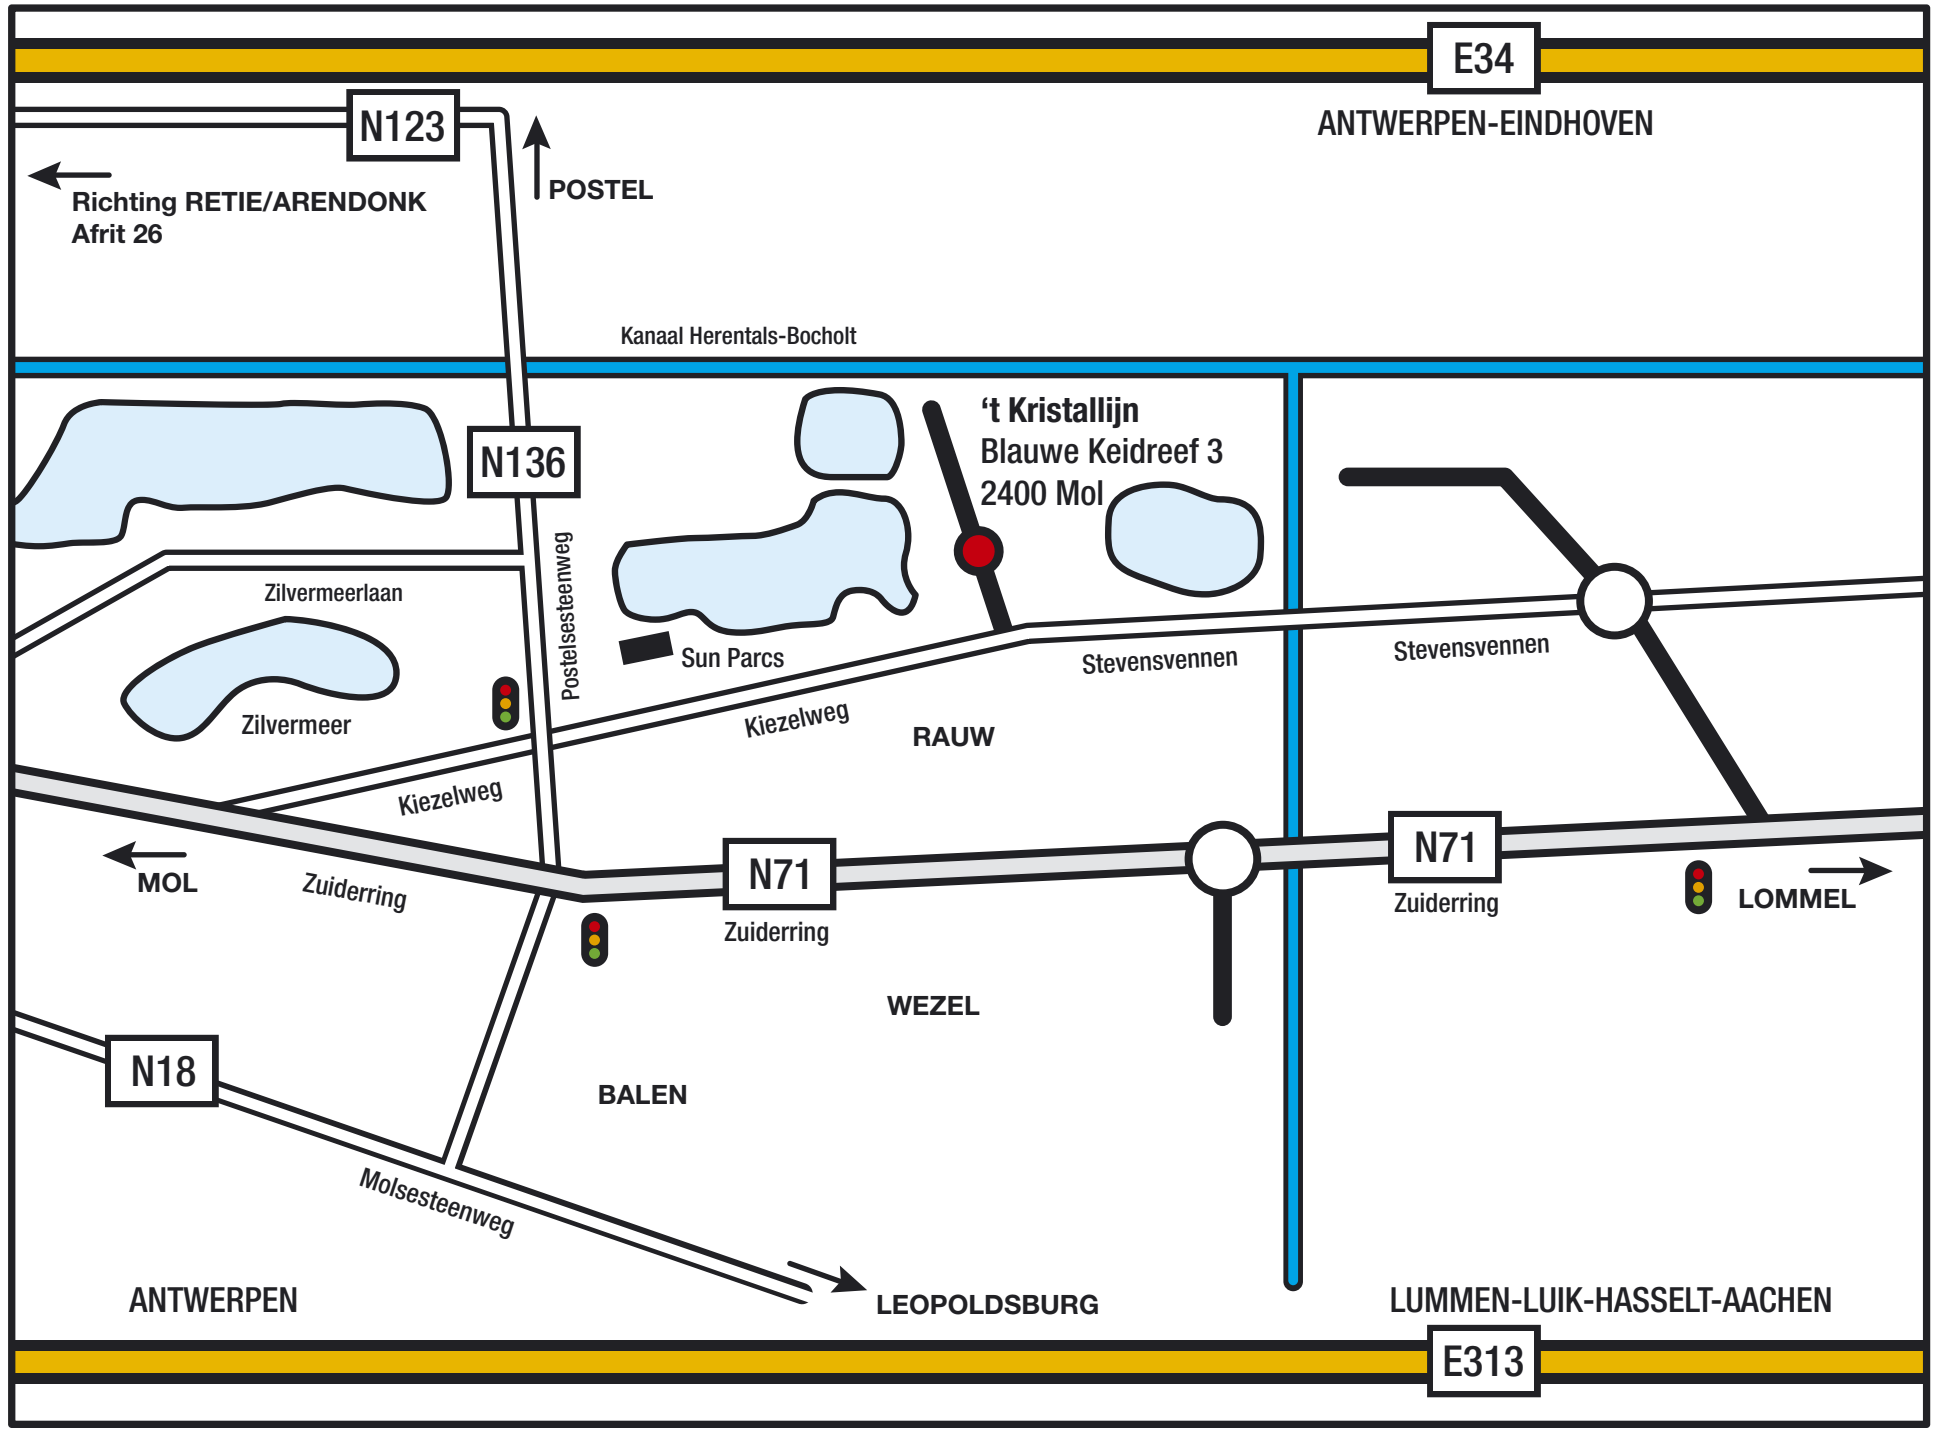 E34
ANTWERPEN-EINDHOVEN
N123
Richting RETIE/ARENDONK
Afrit 26
POSTEL
Kanaal Herentals-Bocholt
‘t Kristallijn
Blauwe Keidreef 3
2400 Mol
N136
Postelsesteenweg
Zilvermeerlaan
Zilvermeer
Sun Parcs
Stevensvennen
Stevensvennen
Kiezelweg
RAUW
Kiezelweg
MOL
Zuiderring
N71
Zuiderring
N71
Zuiderring
LOMMEL
WEZEL
BALEN
N18
Molsesteenweg
LEOPOLDSBURG
ANTWERPEN
LUMMEN-LUIK-HASSELT-AACHEN
E313